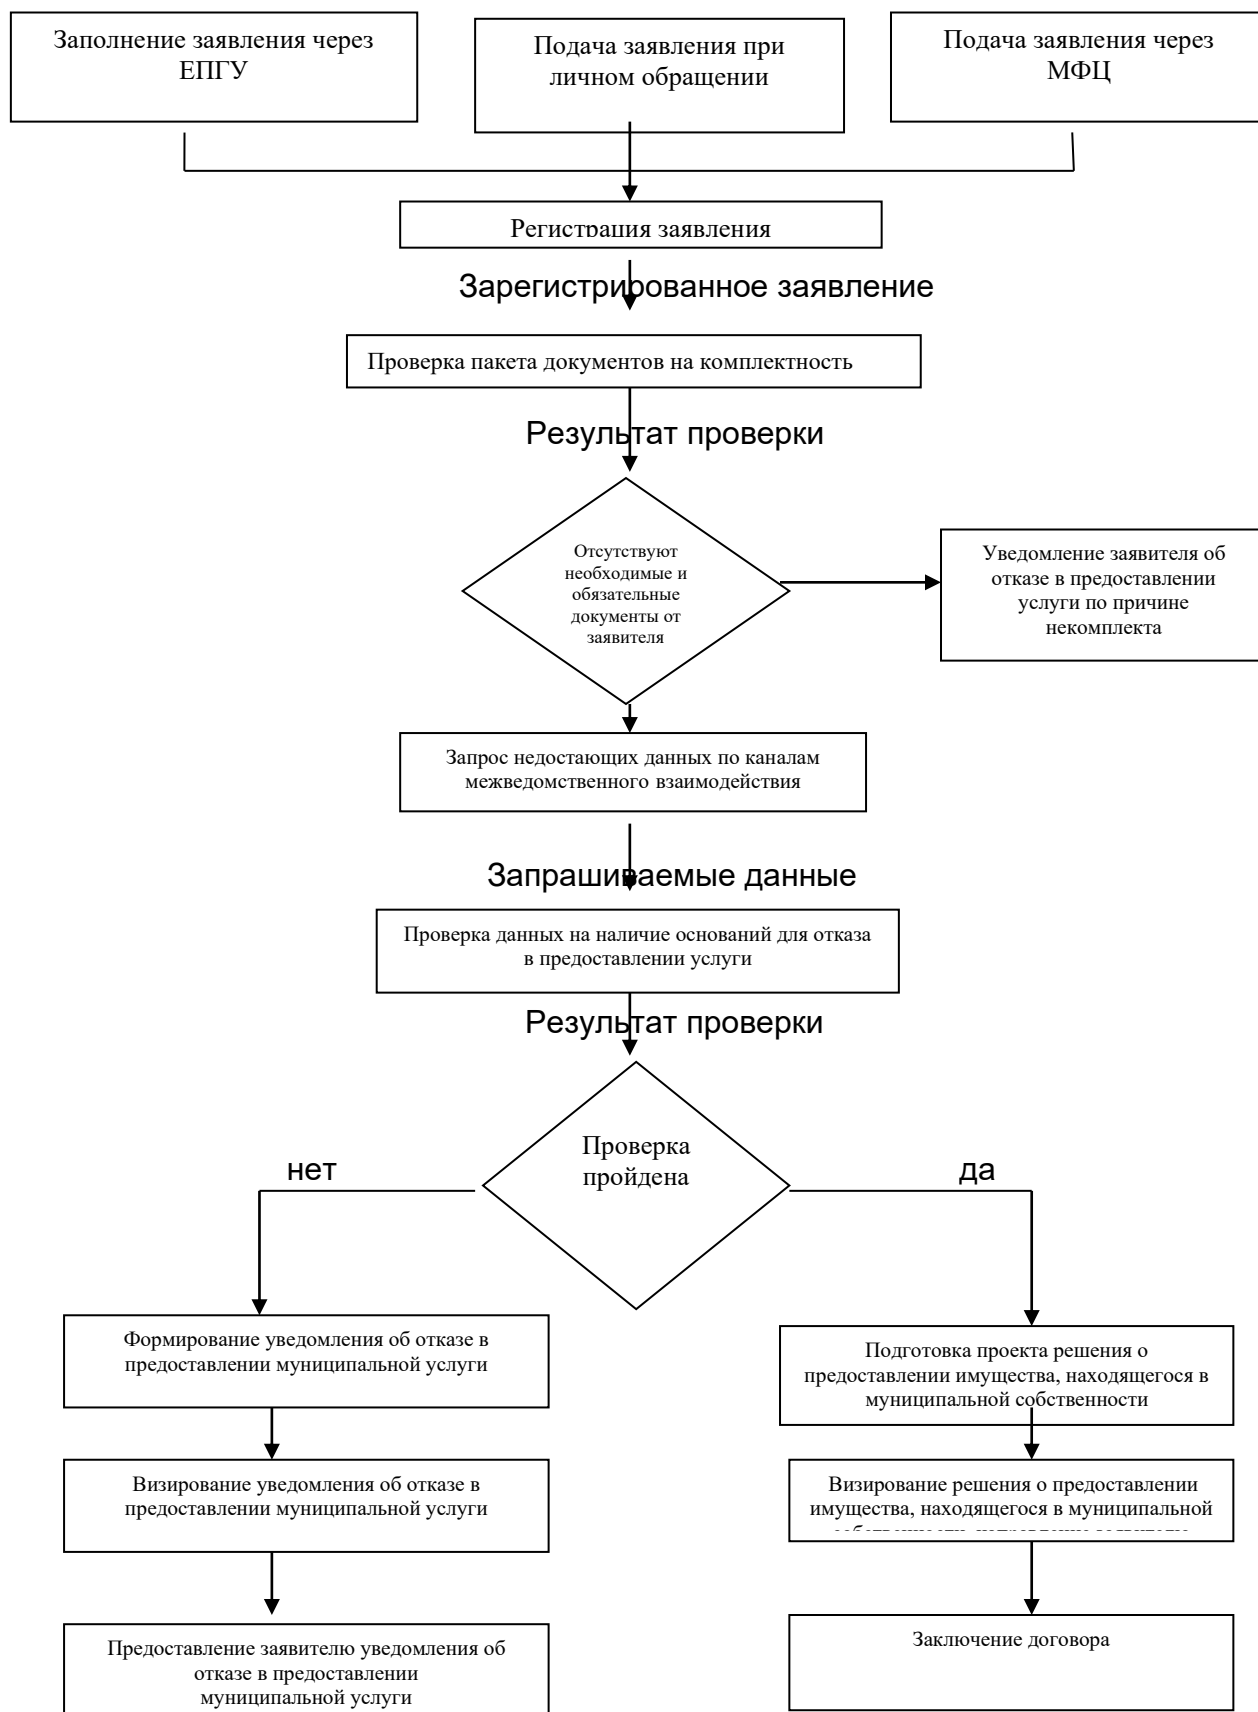 Заполнение заявления через
ЕПГУ
Подача заявления при
личном обращении
Подача заявления через
МФЦ
Регистрация заявления
Зарегистрированное заявление
Проверка пакета документов на комплектность
Результат проверки
Отсутствуют
необходимые и
обязательные
документы от
заявителя
Уведомление заявителя об
отказе в предоставлении
услуги по причине
некомплекта
Запрос недостающих данных по каналам
межведомственного взаимодействия
Запрашиваемые данные
Проверка данных на наличие оснований для отказа
в предоставлении услуги
Результат проверки
Проверка
пройдена
нет
да
Формирование уведомления об отказе в
предоставлении муниципальной услуги
Подготовка проекта решения о
предоставлении имущества, находящегося в
муниципальной собственности
Визирование уведомления об отказе в
предоставлении муниципальной услуги
Визирование решения о предоставлении
имущества, находящегося в муниципальной
Предоставление заявителю уведомления об
отказе в предоставлении
муниципальной услуги
Заключение договора